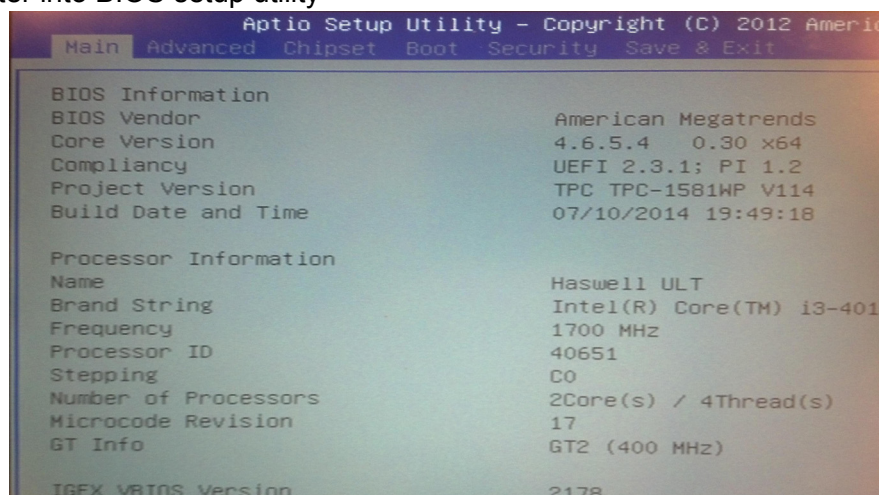 into BIOS setup utility
Aptio Setup Utility – Copyright (C) 2012
Main Advanced Chipset Boot Security Save & Exit
BIOS Information
BIOS Vendor American Megatrends
Core Version 4.6.5.4 0.30 x64
Compliancy UEFI 2.3.1; PI 1.2
Project Version TPC TPC-1581WP V114
Build Date and Time 07/10/2014 19:49:18
Processor Information
Name Haswell ULT
Brand String Intel(R) Core(TM) i3-401
Frequency 1700 MHz
Processor ID 40651
Stepping C0
Number of Processors 2Core(s) / 4Thread(s)
Microcode Revision 17
GT Info GT2 (400 MHz)
IGFX VBIOS Version 2178